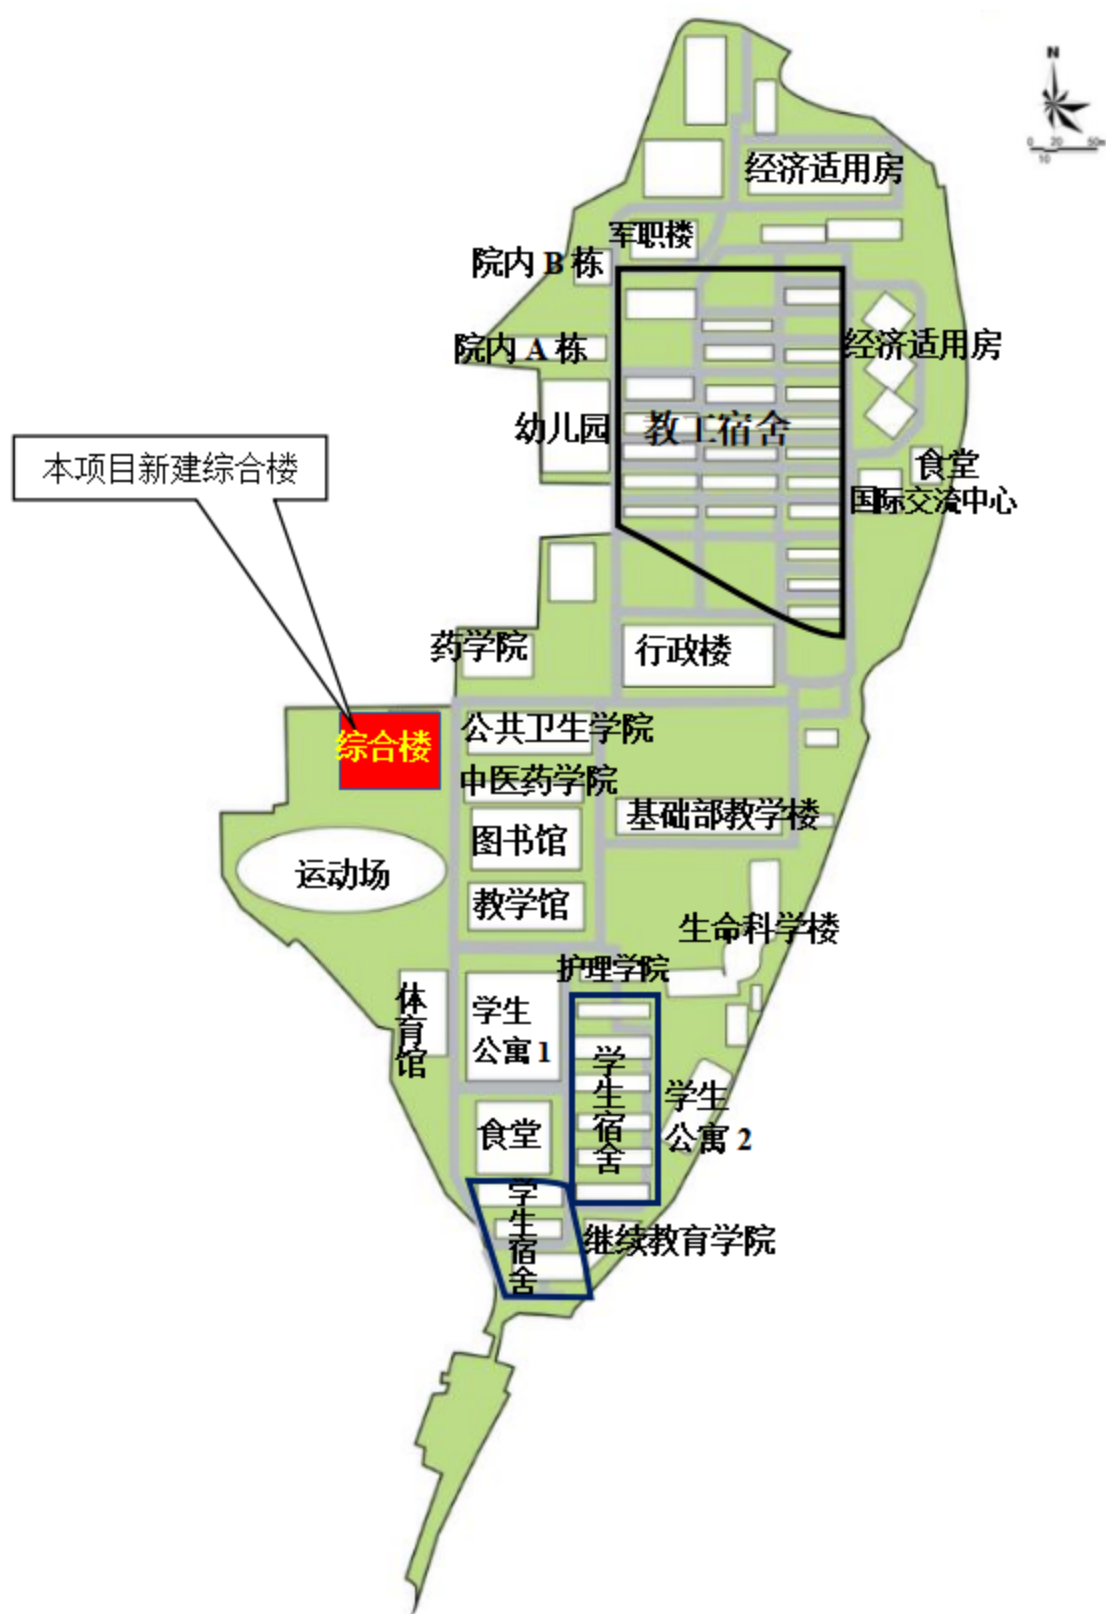 N
0 20 50m
10
经济适用房
军职楼
院内 B 栋
院内 A 栋
经济适用房
幼儿园
教工宿舍
食堂
国际交流中心
本项目新建综合楼
药学院
行政楼
综合楼
公共卫生学院
中医药学院
基础部教学楼
图书馆
运动场
教学馆
生命科学楼
护理学院
体育馆
学生
公寓 1
学生宿舍
学生
公寓 2
食堂
学生宿舍
继续教育学院